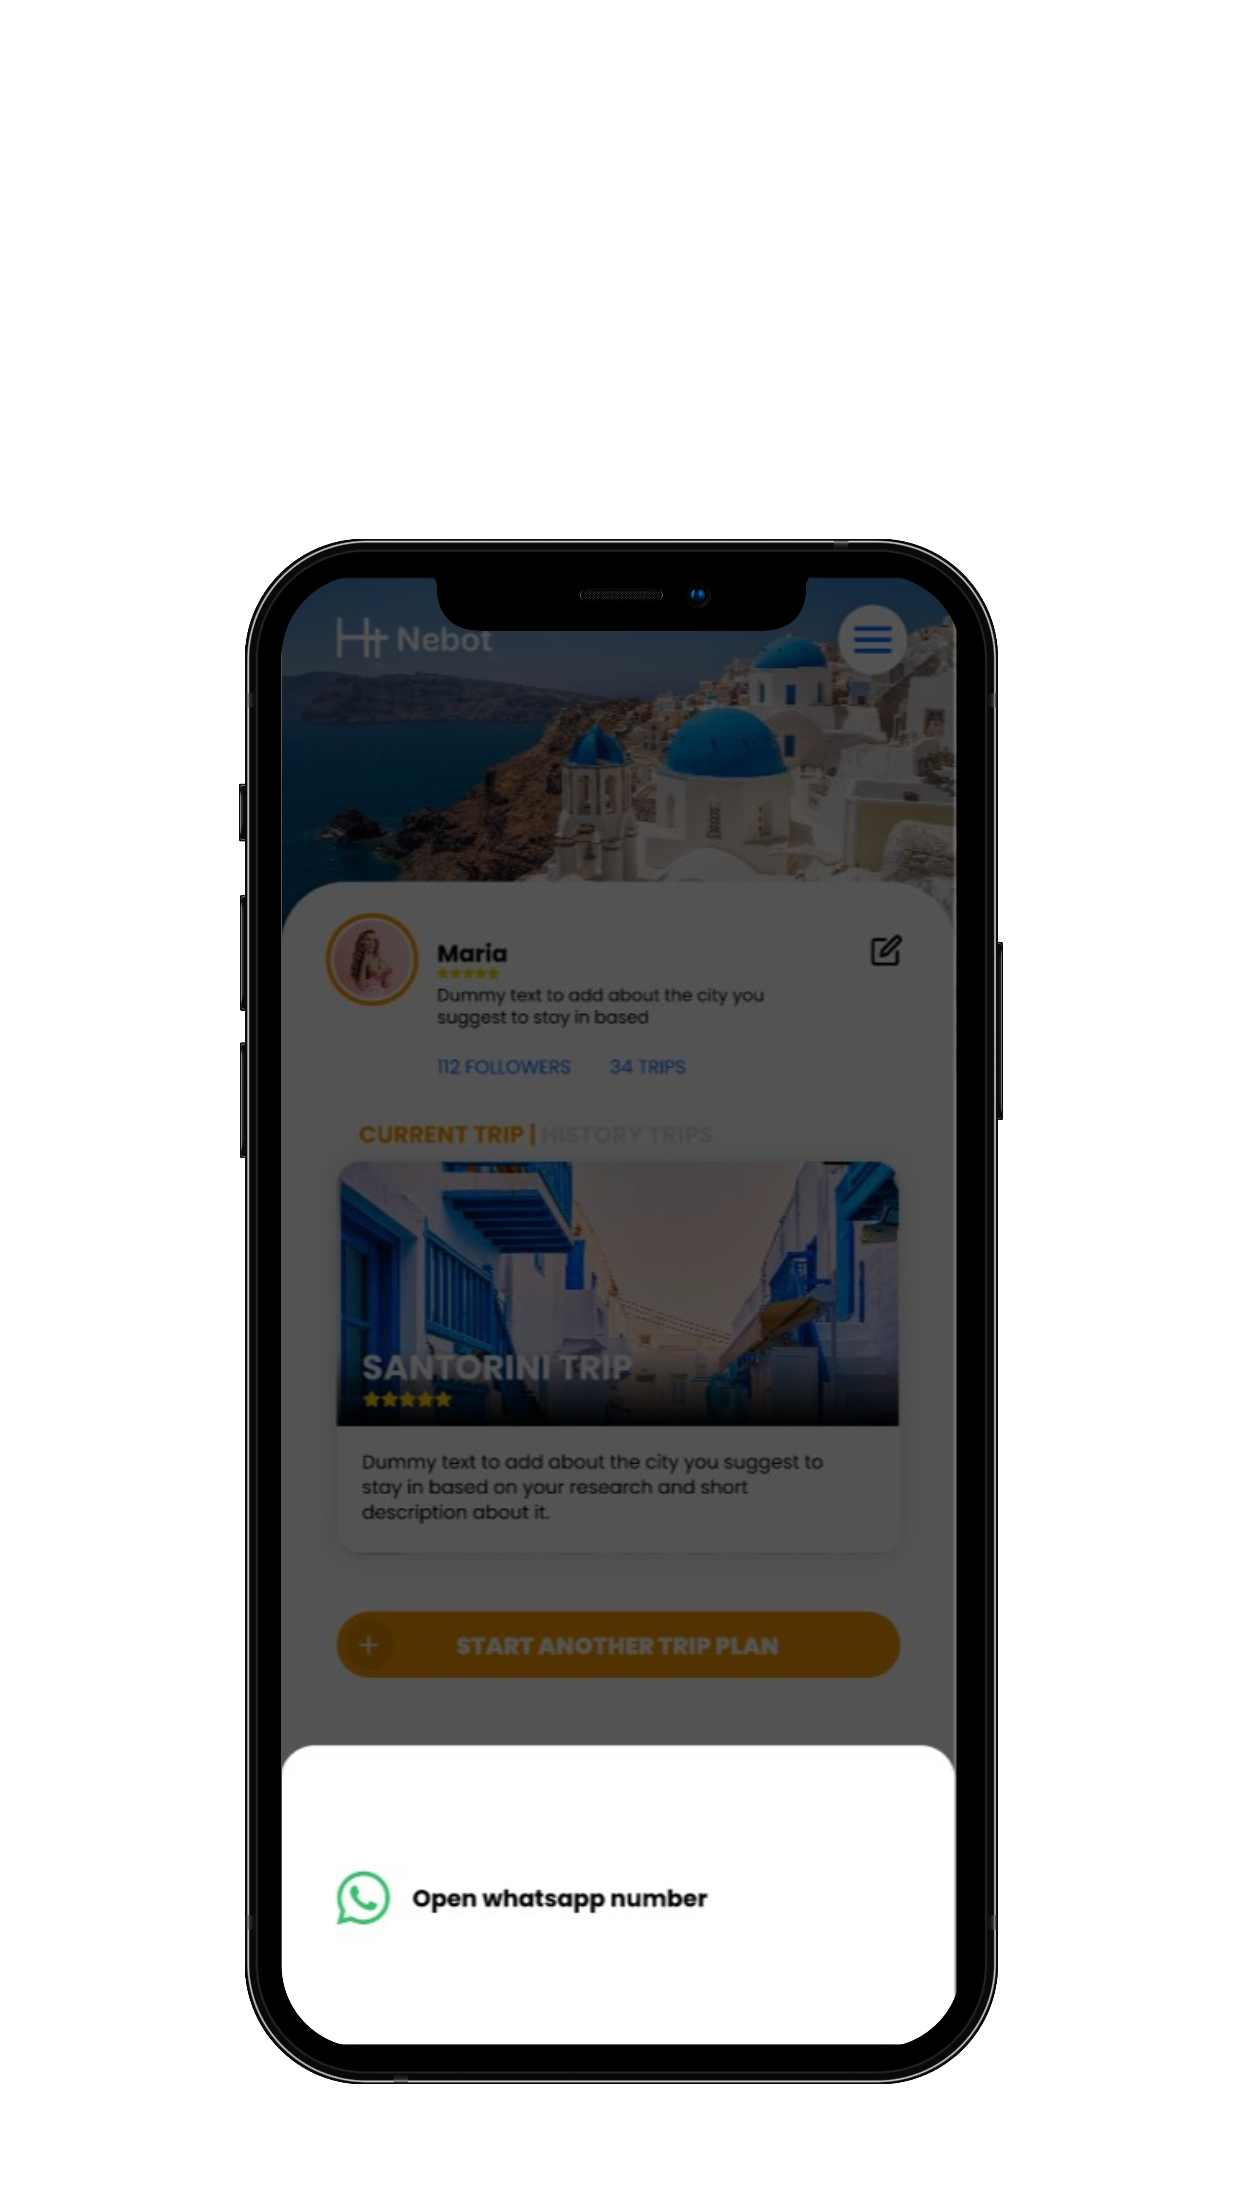 Ht Nebot
Maria
Dummy text to add about the city you
suggest to stay in based
112 FOLLOWERS 34 TRIPS
CURRENT TRIP | HISTORY TRIPS
SANTORINI TRIP
Dummy text to add about the city you suggest to
stay in based on your research and short
description about it.
+ START ANOTHER TRIP PLAN
Open whatsapp number